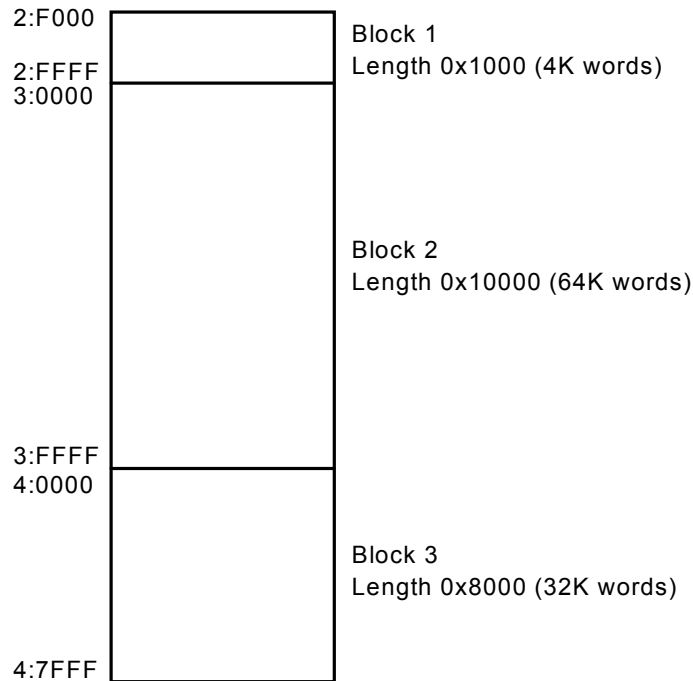 2:F000
Block 1
Length 0x1000 (4K words)
2:FFFF
3:0000
Block 2
Length 0x10000 (64K words)
3:FFFF
4:0000
Block 3
Length 0x8000 (32K words)
4:7FFF